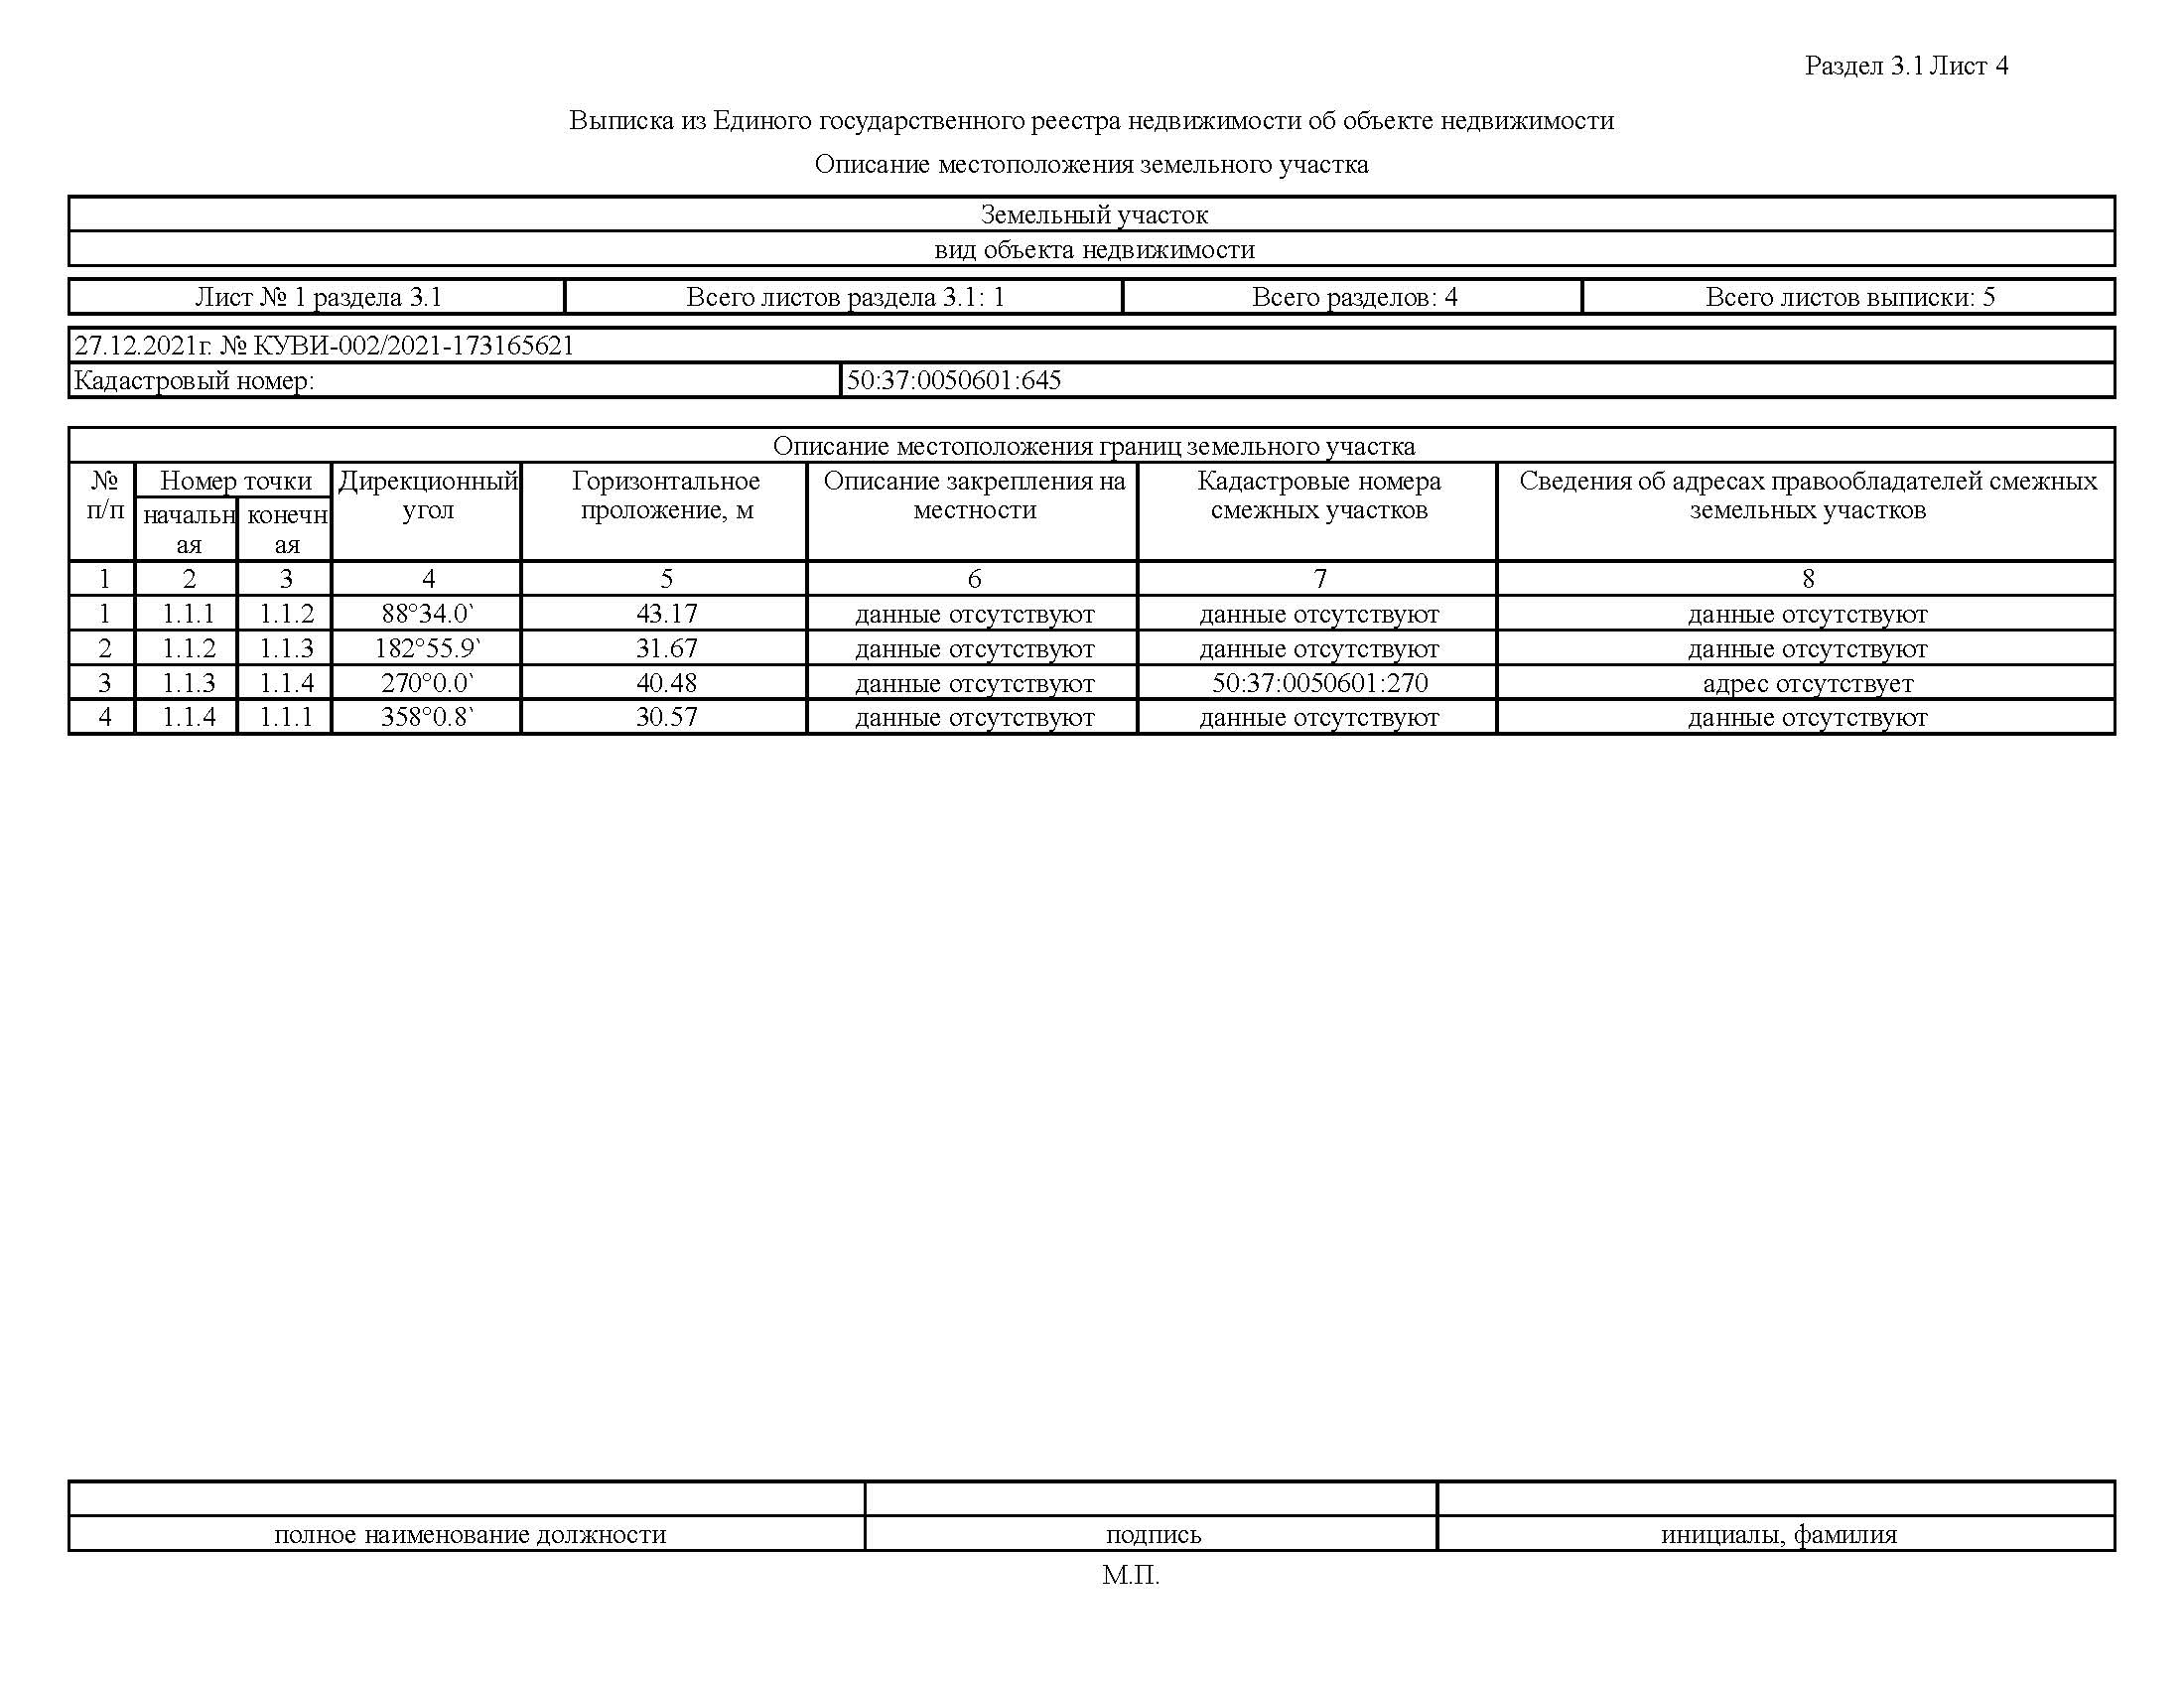 Раздел 3.1 Лист 4
Выписка из Единого государственного реестра недвижимости об объекте недвижимости
Описание местоположения земельного участка
Земельный участок
вид объекта недвижимости
Лист № 1 раздела 3.1 Всего листов раздела 3.1: 1 Всего разделов: 4 Всего листов выписки: 5
27.12.2021г. № КУВИ-002/2021-173165621
Кадастровый номер: 50:37:0050601:645
Описание местоположения границ земельного участка
№ Номер точки Дирекционный Горизонтальное Описание закрепления на Кадастровые номера Сведения об адресах правообладателей смежных
п/п начальн конечн угол проложение, м местности смежных участков земельных участков
ая ая
1 2 3 4 5 6 7 8
1 1.1.1 1.1.2 88°34.0` 43.17 данные отсутствуют данные отсутствуют данные отсутствуют
2 1.1.2 1.1.3 182°55.9` 31.67 данные отсутствуют данные отсутствуют данные отсутствуют
3 1.1.3 1.1.4 270°0.0` 40.48 данные отсутствуют 50:37:0050601:270 адрес отсутствует
4 1.1.4 1.1.1 358°0.8` 30.57 данные отсутствуют данные отсутствуют данные отсутствуют
полное наименование должности подпись инициалы, фамилия
М.П.